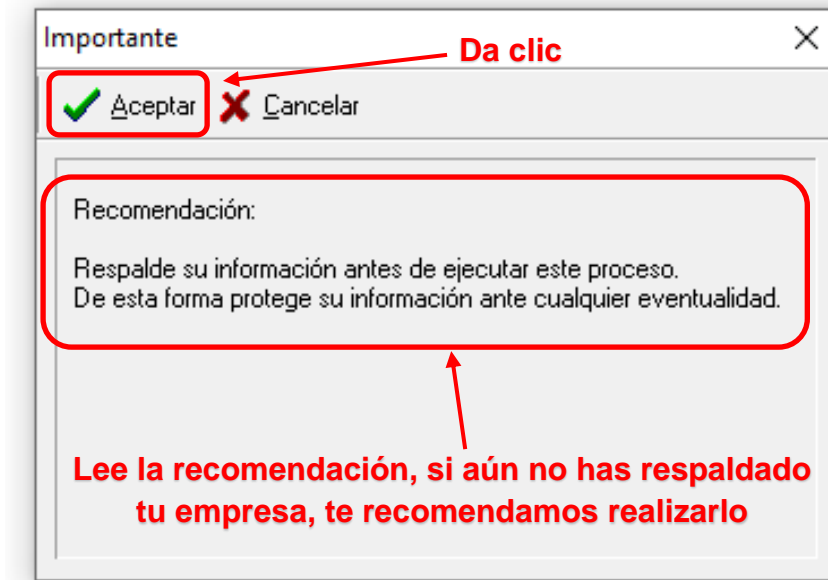 Importante
Da clic
Aceptar Cancelar
Recomendación:
Respalde su información antes de ejecutar este proceso.
De esta forma protege su información ante cualquier eventualidad.
Lee la recomendación, si aún no has respaldado
tu empresa, te recomendamos realizarlo